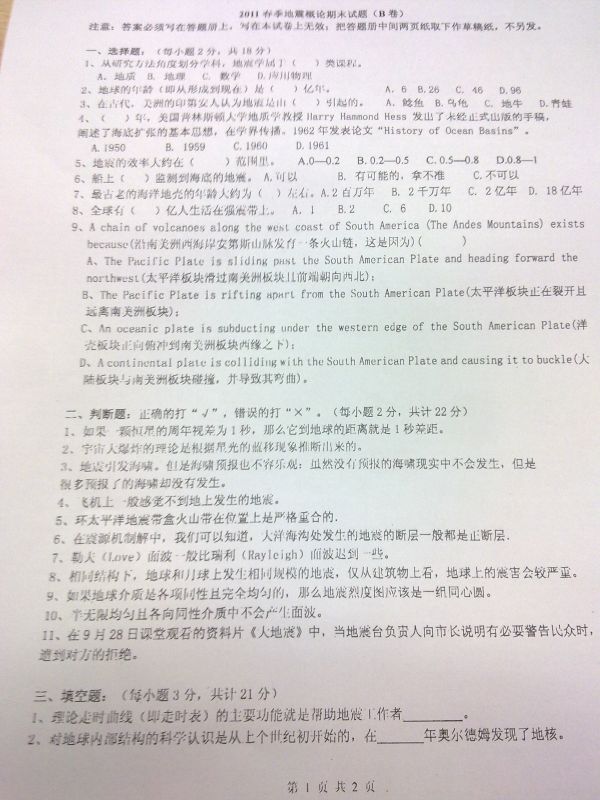 2011 春季地震概论期末试题（B 卷）
注意：答案必须写在答题册上，写在本试卷上无效；把答题册中间两页纸取下作草稿纸，不另发。
一、选择题：（每小题 2 分，共 18 分）
1、从研究方法角度划分学科，地震学属于（ ）类课程。
A．地质 B．地理 C．数学 D.应用物理
2、地球的年龄（即从形成到现在）是（ ）亿年。 A. 6 B.26 C. 46 D.96
3、在古代，美洲的印第安人认为地震是由（ ）引起的。 A. 鲶鱼 B.乌龟 C. 地牛 D.青蛙
4、（ ）年，美国普林斯顿大学地质学教授 Harry Hammond Hess 发出了未经正式出版的手稿，
阐述了海底扩张的基本思想，在学界传播。1962 年发表论文“History of Ocean Basins”。
A.1950 B. 1959 C.1960 D.1961
5、地震的效率大约在（ ）范围里。 A.0—0.2 B.0.2—0.5 C.0.5—0.8 D.0.8—1
6、船上（ ）监测到海底的地震。A.可以 B. 有可能的，拿不准 C.不可以
7、最古老的海洋地壳的年龄大约为（ ）左右。A.2 百万年 B. 2 千万年 C. 2 亿年 D. 18 亿年
8、全球有（ ）亿人生活在强震带上。 A. 1 B.2 C. 6 D.10
9、A chain of volcanoes along the west coast of South America (The Andes Mountains) exists
because(沿南美洲西海岸安第斯山脉发育一条火山链，这是因为)( )
A、The Pacific Plate is sliding past the South American Plate and heading forward the
northwest(太平洋板块滑过南美洲板块且前端朝向西北)；
B、The Pacific Plate is rifting apart from the South American Plate(太平洋板块正在裂开且
远离南美洲板块)；
C、An oceanic plate is subducting under the western edge of the South American Plate(洋
壳板块正向俯冲到南美洲板块西缘之下)；
D、A continental plate is colliding with the South American Plate and causing it to buckle(大
陆板块与南美洲板块碰撞，并导致其弯曲)。
二、判断题：正确的打“√”，错误的打“×”。（每小题 2 分，共计 22 分）
1、如果一颗恒星的周年视差为 1 秒，那么它到地球的距离就是 1 秒差距。
2、宇宙大爆炸的理论是根据星光的蓝移现象推断出来的。
3、地震引发海啸。但是海啸预报也不容乐观：虽然没有预报的海啸现实中不会发生，但是
很多预报了的海啸却没有发生。
4、飞机上一般感觉不到地上发生的地震。
5、环太平洋地震带盒火山带在位置上是严格重合的.
6、在震源机制解中，我们可以知道，大洋海沟处发生的地震的断层一般都是正断层.
7、勒夫（Love）面波一般比瑞利（Rayleigh）面波迟到一些。
8、相同结构下，地球和月球上发生相同规模的地震，仅从建筑物上看，地球上的震害会较严重。
9、如果地球介质是各项同性且完全均匀的，那么地震烈度图应该是一组同心圆。
10、半无限均匀且各向同性介质中不会产生面波。
11、在 9 月 28 日课堂观看的资料片《大地震》中，当地震台负责人向市长说明有必要警告民众时，
遭到对方的拒绝。
三、填空题：（每小题 3 分，共计 21 分）
1、理论走时曲线（即走时表）的主要功能就是帮助地震工作者________。
2、对地球内部结构的科学认识是从上个世纪初开始的，在______年奥尔德姆发现了地核。
第 1 页 共 2 页